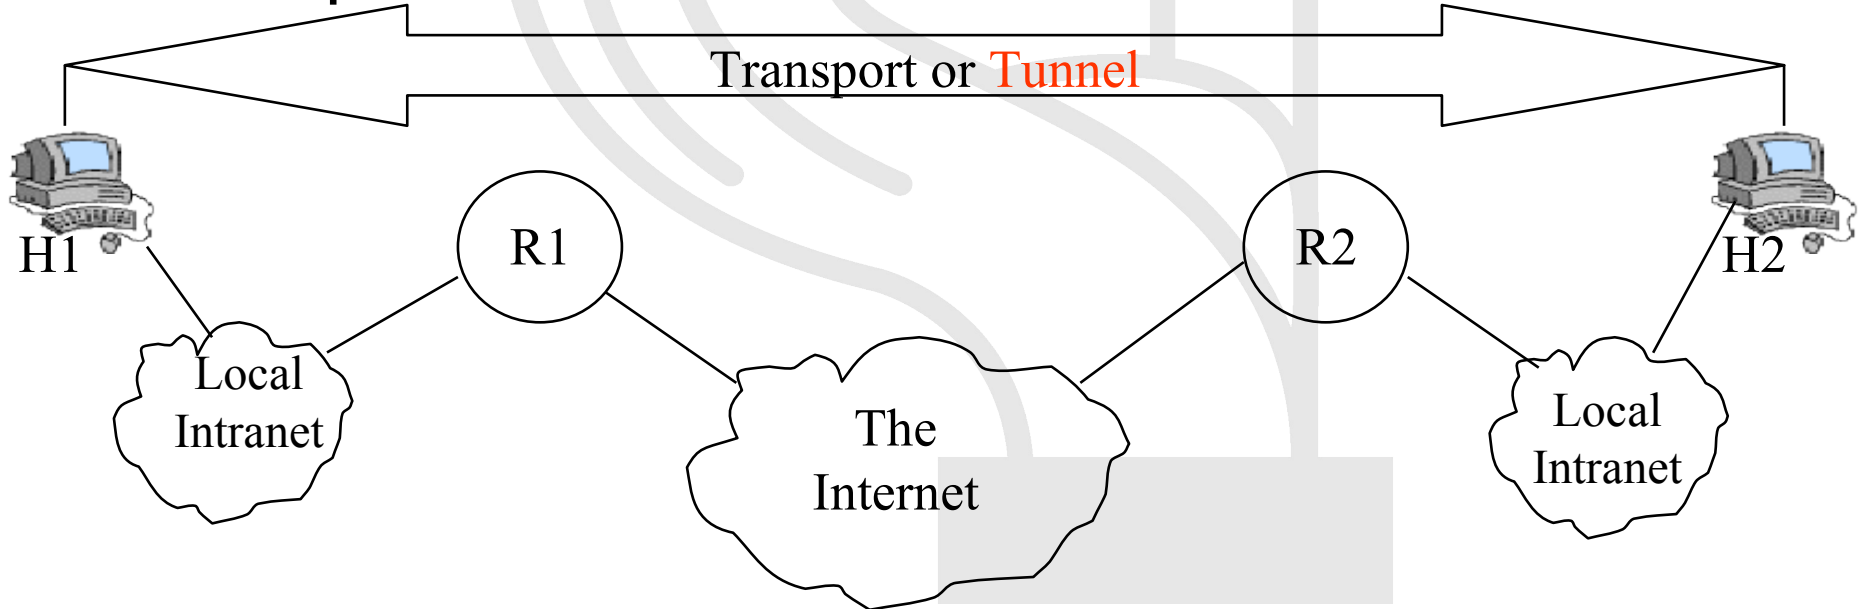 Transport or Tunnel
H1
R1
R2
H2
Local
Intranet
The
Internet
Local
Intranet